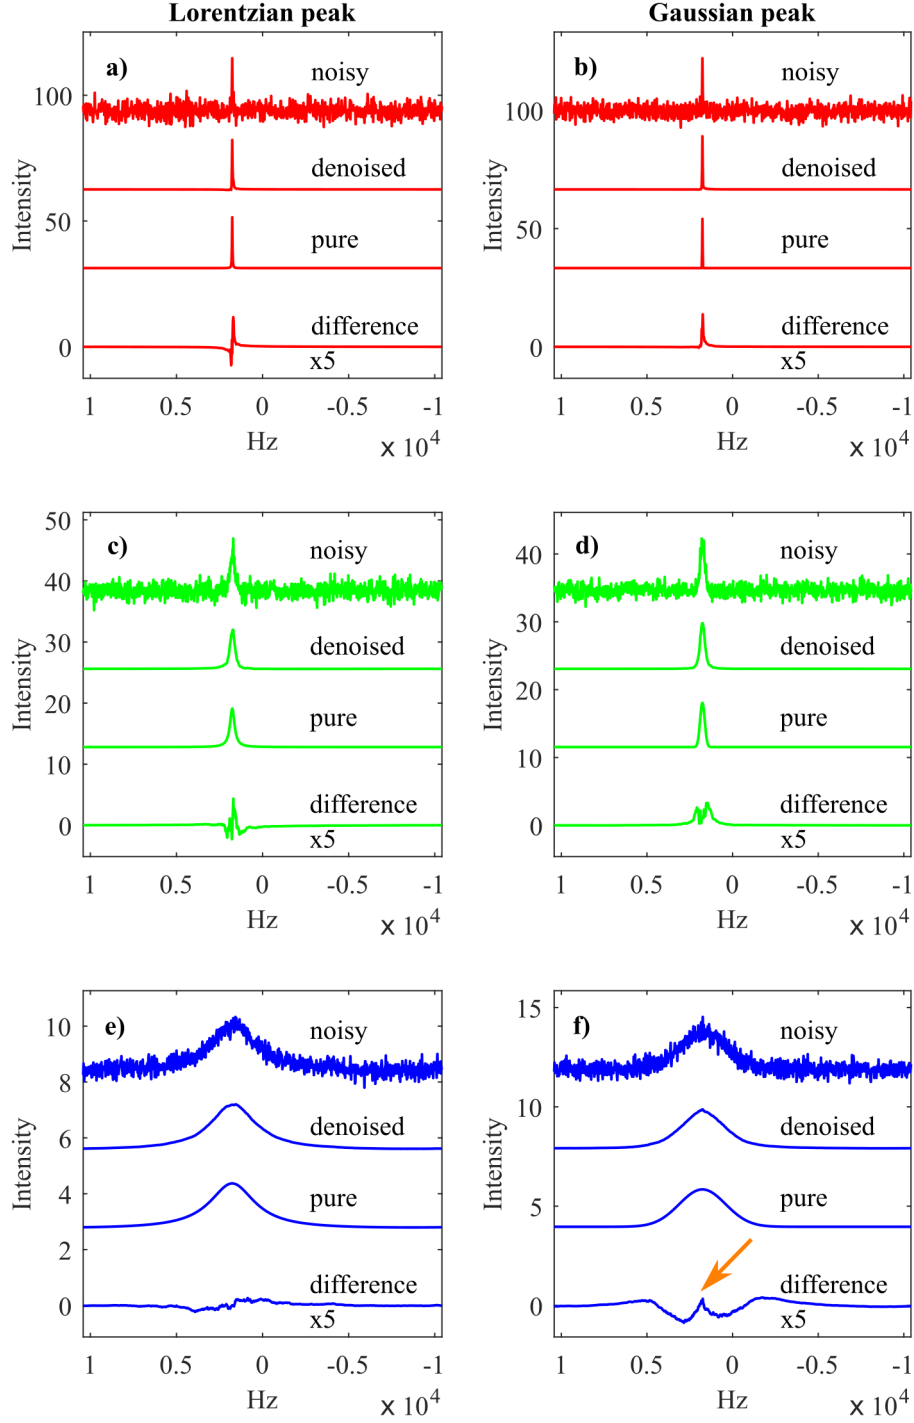 Lorentzian peak
Gaussian peak
a)
noisy
denoised
pure
difference
x5
100
50
0
Intensity
1 0.5 0 -0.5 -1
Hz
x 10^4
b)
noisy
denoised
pure
difference
x5
100
50
0
Intensity
1 0.5 0 -0.5 -1
Hz
x 10^4
c)
noisy
denoised
pure
difference
x5
50
40
30
20
10
0
Intensity
1 0.5 0 -0.5 -1
Hz
x 10^4
d)
noisy
denoised
pure
difference
x5
40
30
20
10
0
Intensity
1 0.5 0 -0.5 -1
Hz
x 10^4
e)
noisy
denoised
pure
difference
x5
10
8
6
4
2
0
Intensity
1 0.5 0 -0.5 -1
Hz
x 10^4
f)
noisy
denoised
pure
difference
x5
15
10
5
0
Intensity
1 0.5 0 -0.5 -1
Hz
x 10^4